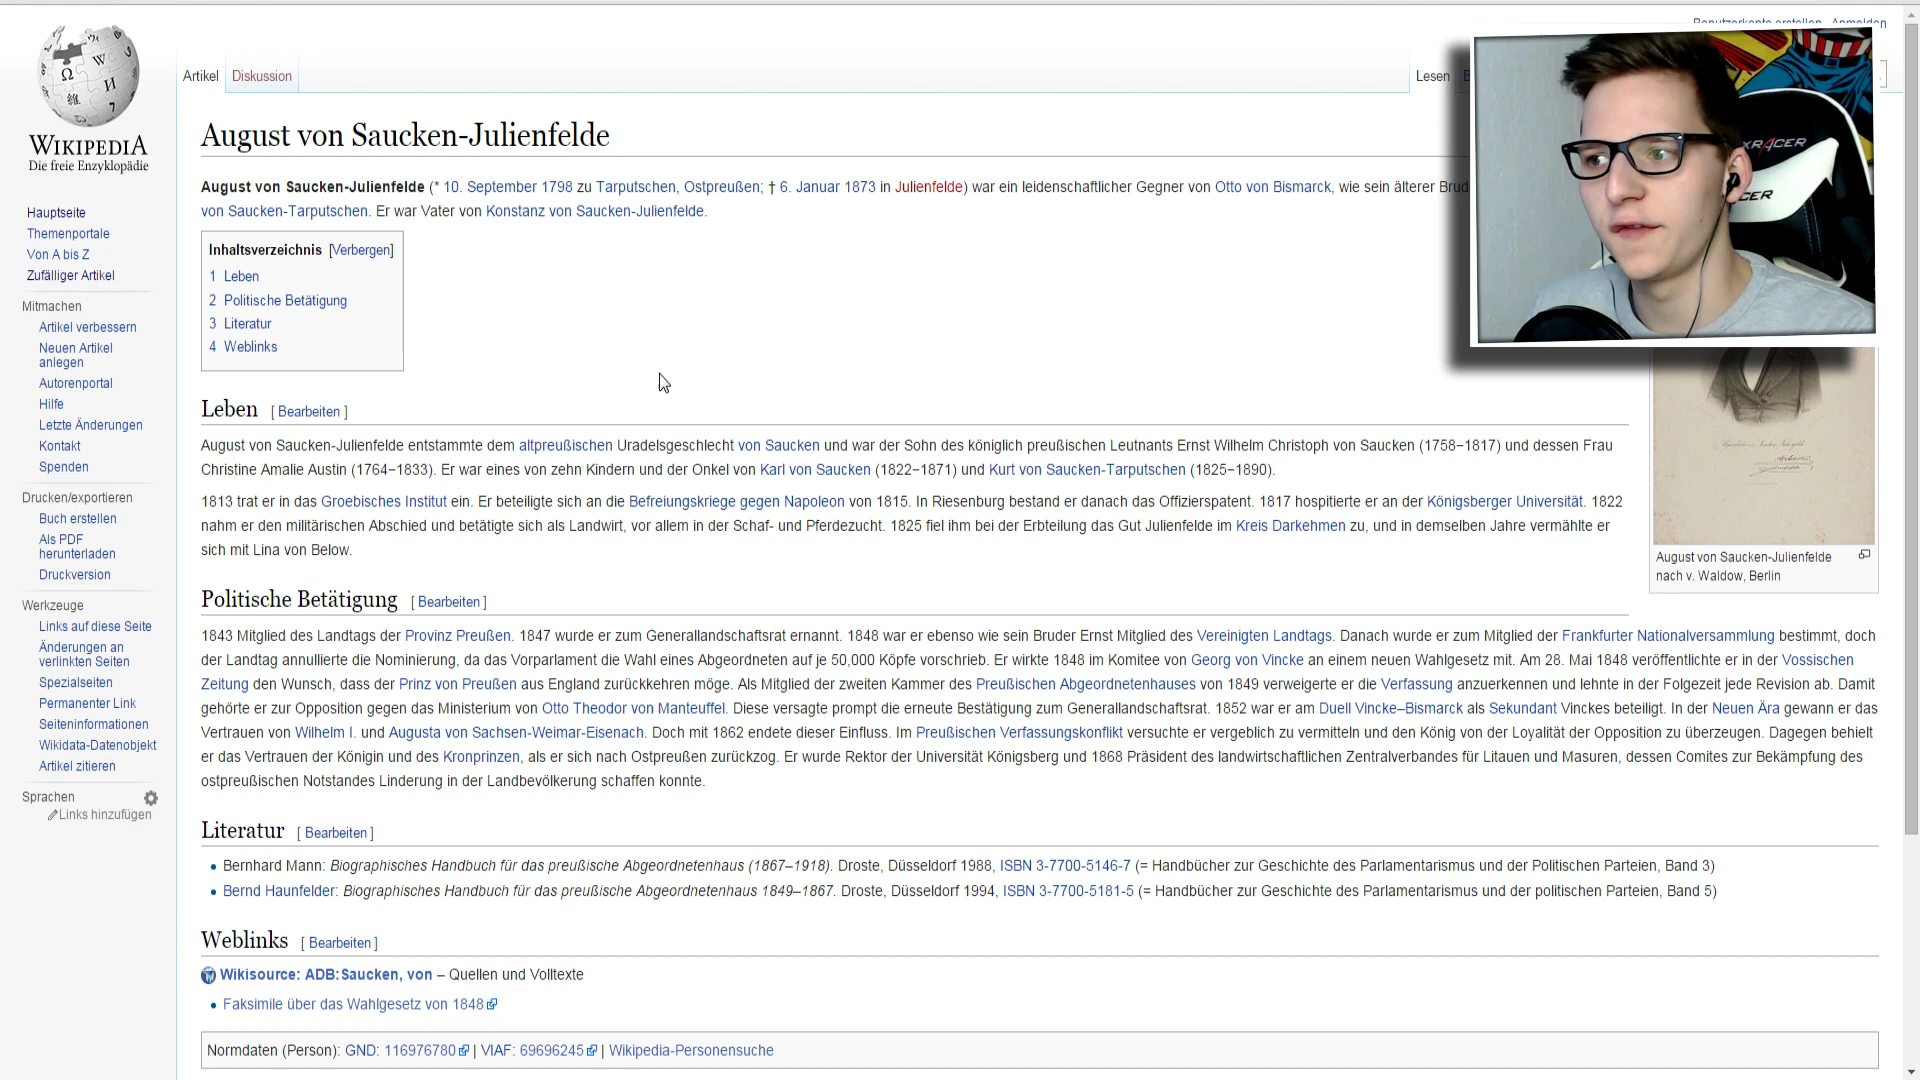 Benutzerkonto erstellen Anmelden
WIKIPEDIA
Die freie Enzyklopädie
Artikel
Diskussion
Lesen
XRACER
CER
August von Saucken-Julienfelde
August von Saucken-Julienfelde (* 10. September 1798 zu Tarputschen, Ostpreußen; † 6. Januar 1873 in Julienfelde) war ein leidenschaftlicher Gegner von Otto von Bismarck, wie sein älterer
von Saucken-Tarputschen. Er war Vater von Konstanz von Saucken-Julienfelde.
Inhaltsverzeichnis [Verbergen]
1 Leben
2 Politische Betätigung
3 Literatur
4 Weblinks
Hauptseite
Themenportale
Von A bis Z
Zufälliger Artikel
Mitmachen
Artikel verbessern
Neuen Artikel
anlegen
Autorenportal
Hilfe
Letzte Änderungen
Kontakt
Spenden
Drucken/exportieren
Buch erstellen
Als PDF
herunterladen
Druckversion
Werkzeuge
Links auf diese Seite
Änderungen an
verlinkten Seiten
Spezialseiten
Permanenter Link
Seiteninformationen
Wikidata-Datenobjekt
Artikel zitieren
Sprachen
Links hinzufügen
Leben [ Bearbeiten ]
August von Saucken-Julienfelde entstammte dem altpreußischen Uradelsgeschlecht von Saucken und war der Sohn des königlich preußischen Leutnants Ernst Wilhelm Christoph von Saucken (1758–1817) und dessen Frau
Christine Amalie Austin (1764–1833). Er war eines von zehn Kindern und der Onkel von Karl von Saucken (1822–1871) und Kurt von Saucken-Tarputschen (1825–1890).
1813 trat er in das Groebisches Institut ein. Er beteiligte sich an die Befreiungskriege gegen Napoleon von 1815. In Riesenburg bestand er danach das Offizierspatent. 1817 hospitierte er an der Königsberger Universität. 1822
nahm er den militärischen Abschied und betätigte sich als Landwirt, vor allem in der Schaf- und Pferdezucht. 1825 fiel ihm bei der Erbteilung das Gut Julienfelde im Kreis Darkehmen zu, und in demselben Jahre vermählte er
sich mit Lina von Below.
August von Saucken-Julienfelde
nach v. Waldow, Berlin
Politische Betätigung [ Bearbeiten ]
1843 Mitglied des Landtags der Provinz Preußen. 1847 wurde er zum Generallandschaftsrat ernannt. 1848 war er ebenso wie sein Bruder Ernst Mitglied des Vereinigten Landtags. Danach wurde er zum Mitglied der Frankfurter Nationalversammlung bestimmt, doch
der Landtag annullierte die Nominierung, da das Vorparlament die Wahl eines Abgeordneten auf je 50,000 Köpfe vorschrieb. Er wirkte 1848 im Komitee von Georg von Vincke an einem neuen Wahlgesetz mit. Am 28. Mai 1848 veröffentlichte er in der Vossischen
Zeitung den Wunsch, dass der Prinz von Preußen aus England zurückkehren möge. Als Mitglied der zweiten Kammer des Preußischen Abgeordnetenhauses von 1849 verweigerte er die Verfassung anzuerkennen und lehnte in der Folgezeit jede Revision ab. Damit
gehörte er zur Opposition gegen das Ministerium von Otto Theodor von Manteuffel. Diese versagte prompt die erneute Bestätigung zum Generallandschaftsrat. 1852 war er am Duell Vincke–Bismarck als Sekundant Vinckes beteiligt. In der Neuen Ära gewann er das
Vertrauen von Wilhelm I. und Augusta von Sachsen-Weimar-Eisenach. Doch mit 1862 endete dieser Einfluss. Im Preußischen Verfassungskonflikt versuchte er vergeblich zu vermitteln und den König von der Loyalität der Opposition zu überzeugen. Dagegen behielt
er das Vertrauen der Königin und des Kronprinzen, als er sich nach Ostpreußen zurückzog. Er wurde Rektor der Universität Königsberg und 1868 Präsident des landwirtschaftlichen Zentralverbandes für Litauen und Masuren, dessen Comites zur Bekämpfung des
ostpreußischen Notstandes Linderung in der Landbevölkerung schaffen konnte.
Literatur [ Bearbeiten ]
Bernhard Mann: Biographisches Handbuch für das preußische Abgeordnetenhaus (1867–1918). Droste, Düsseldorf 1988, ISBN 3-7700-5146-7 (= Handbücher zur Geschichte des Parlamentarismus und der Politischen Parteien, Band 3)
Bernd Haunfelder: Biographisches Handbuch für das preußische Abgeordnetenhaus 1849–1867. Droste, Düsseldorf 1994, ISBN 3-7700-5181-5 (= Handbücher zur Geschichte des Parlamentarismus und der politischen Parteien, Band 5)
Weblinks [ Bearbeiten ]
Wikisource: ADB:Saucken, von – Quellen und Volltexte
Faksimile über das Wahlgesetz von 1848
Normdaten (Person): GND: 116976780 | VIAF: 69696245 | Wikipedia-Personensuche